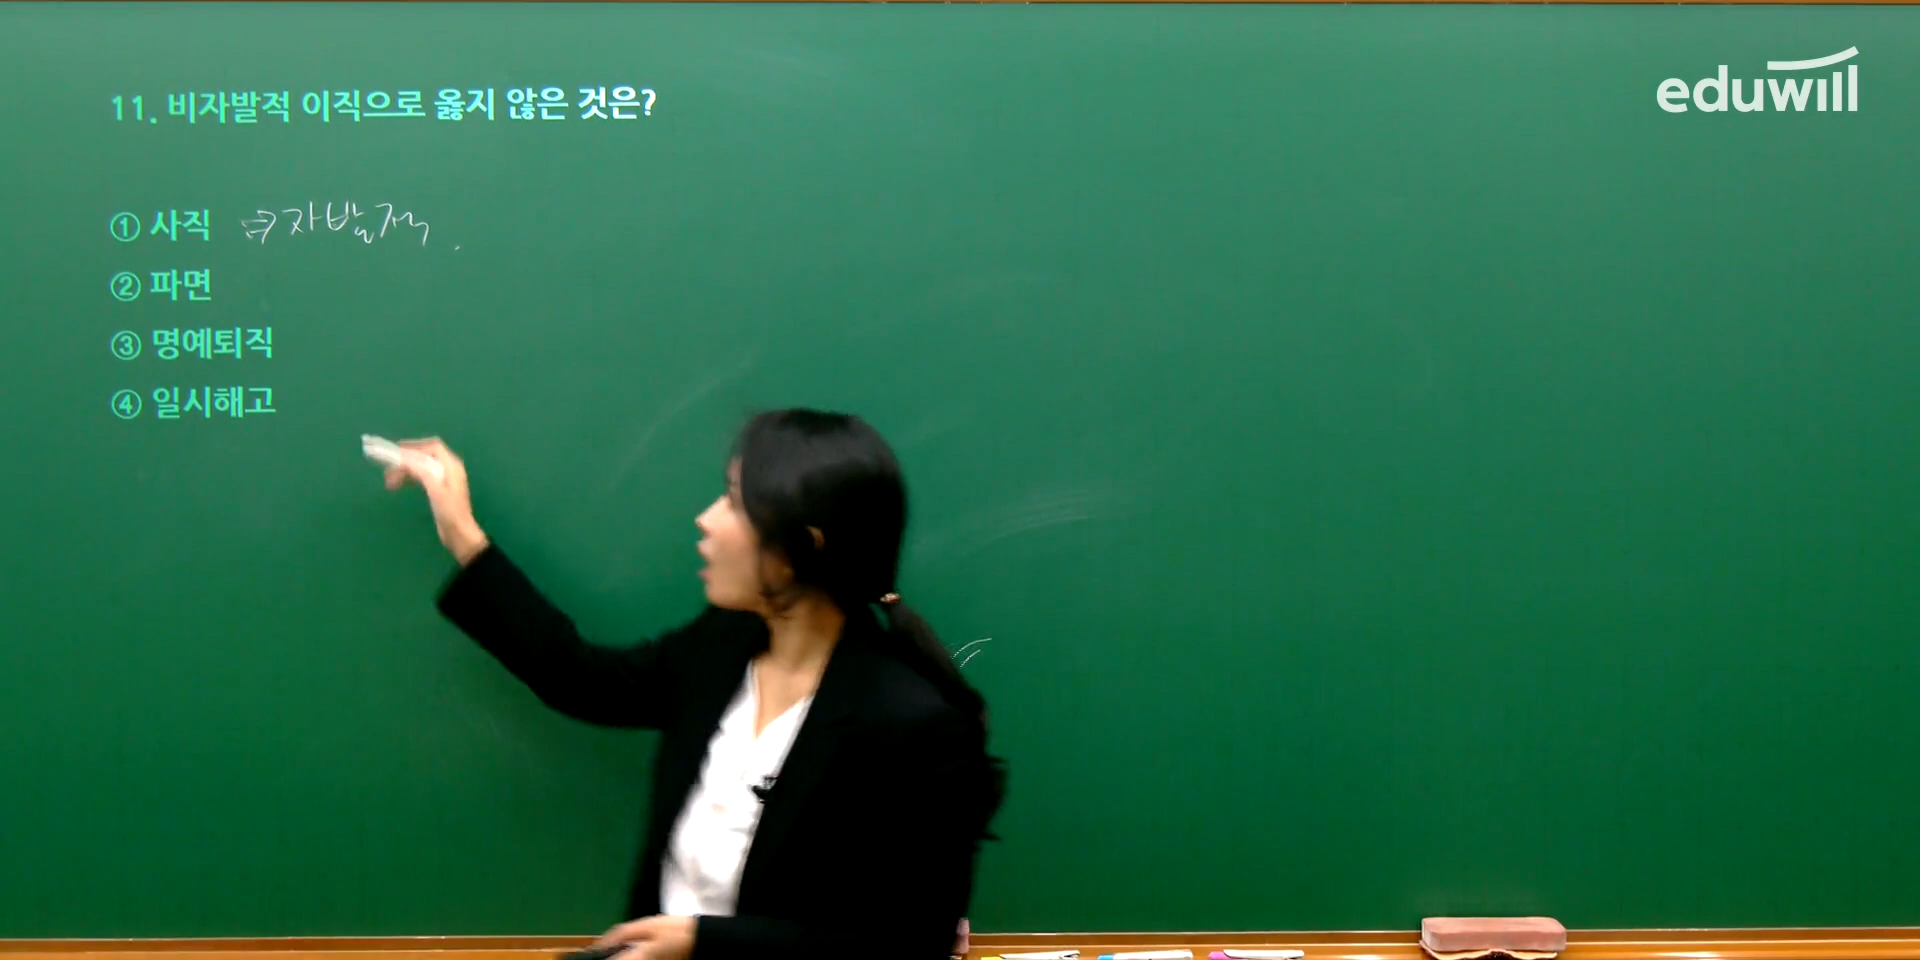 eduwill
11. 비자발적 이직으로 옳지 않은 것은?
① 사직 ⇨ 자발적.
② 파면
③ 명예퇴직
④ 일시해고